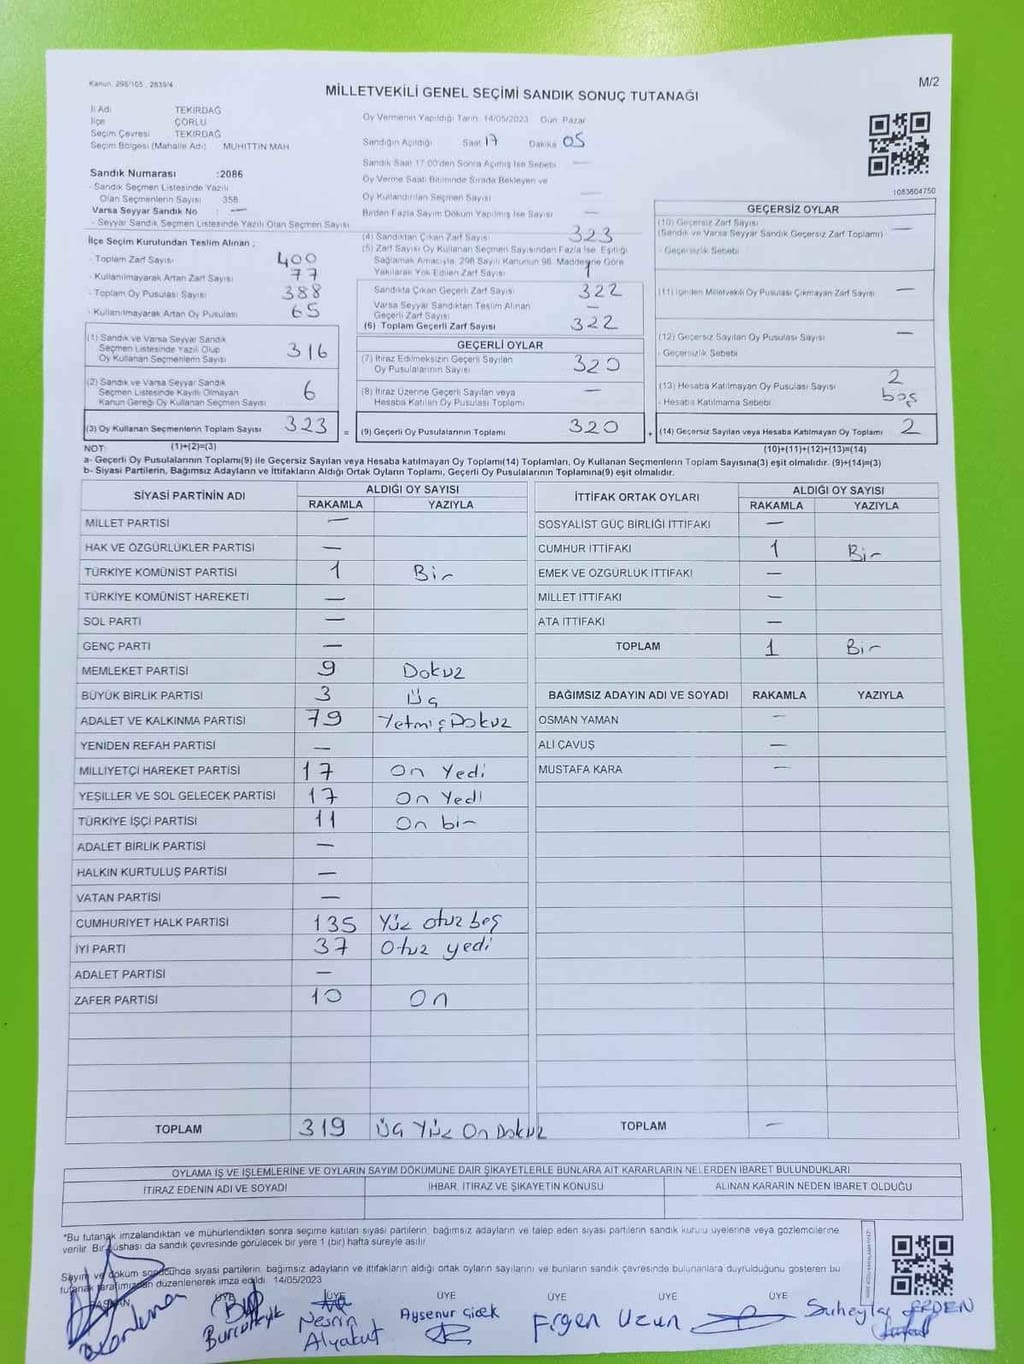 Kanun: 298/105 , 2839/4
M/2
MİLLETVEKİLİ GENEL SEÇİMİ SANDIK SONUÇ TUTANAĞI
İl Adı TEKİRDAĞ
İlçe ÇORLU
Seçim Çevresi TEKİRDAĞ
Seçim Bölgesi (Mahalle Adı) MUHİTTİN MAH
Oy Vermenin Yapıldığı Tarih: 14/05/2023 Gün: Pazar
Sandığın Açıldığı Saat 17 Dakika 05
Sandık Saat 17.00'den Sonra Açılmış İse Sebebi —
Oy Verme Saati Bitiminde Sırada Bekleyen ve
Oy Kullandırılan Seçmen Sayısı —
Birden Fazla Sayım Döküm Yapılmış İse Sayısı —
1083604750
Sandık Numarası :2086
- Sandık Seçmen Listesinde Yazılı
Olan Seçmenlerin Sayısı 358
Varsa Seyyar Sandık No : —
- Seyyar Sandık Seçmen Listesinde Yazılı Olan Seçmen Sayısı
İlçe Seçim Kurulundan Teslim Alınan :
- Toplam Zarf Sayısı 400
- Kullanılmayarak Artan Zarf Sayısı 77
- Toplam Oy Pusulası Sayısı 388
- Kullanılmayarak Artan Oy Pusulası 65
(1) Sandık ve Varsa Seyyar Sandık
Seçmen Listesinde Yazılı Olup
Oy Kullanan Seçmenlerin Sayısı 316
(2) Sandık ve Varsa Seyyar Sandık
Seçmen Listesinde Kayıtlı Olmayan
Kanun Gereği Oy Kullanan Seçmen Sayısı 6
(3) Oy Kullanan Seçmenlerin Toplam Sayısı 323 =
(4) Sandıktan Çıkan Zarf Sayısı 323
(5) Zarf Sayısı Oy Kullanan Seçmen Sayısından Fazla İse, Eşitliği
Sağlamak Amacıyla, 298 Sayılı Kanunun 98. Maddesine Göre
Yakılarak Yok Edilen Zarf Sayısı 1
Sandıkta Çıkan Geçerli Zarf Sayısı 322
Varsa Seyyar Sandıktan Teslim Alınan
Geçerli Zarf Sayısı —
(6) Toplam Geçerli Zarf Sayısı 322
GEÇERLİ OYLAR
(7) İtiraz Edilmeksizin Geçerli Sayılan
Oy Pusulalarının Sayısı 320
(8) İtiraz Üzerine Geçerli Sayılan veya
Hesaba Katılan Oy Pusulası Toplamı —
(9) Geçerli Oy Pusulalarının Toplamı 320 +
GEÇERSİZ OYLAR
(10) Geçersiz Zarf Sayısı
(Sandık ve Varsa Seyyar Sandık Geçersiz Zarf Toplamı) —
- Geçersizlik Sebebi
(11) İçinden Milletvekili Oy Pusulası Çıkmayan Zarf Sayısı —
(12) Geçersiz Sayılan Oy Pusulası Sayısı —
- Geçersizlik Sebebi
(13) Hesaba Katılmayan Oy Pusulası Sayısı 2
- Hesaba Katılmama Sebebi boş
(14) Geçersiz Sayılan veya Hesaba Katılmayan Oy Toplamı 2
NOT: (1)+(2)=(3) (10)+(11)+(12)+(13)=(14)
a- Geçerli Oy Pusulalarının Toplamı(9) ile Geçersiz Sayılan veya Hesaba katılmayan Oy Toplamı(14) Toplamları, Oy Kullanan Seçmenlerin Toplam Sayısına(3) eşit olmalıdır. (9)+(14)=(3)
b- Siyasi Partilerin, Bağımsız Adayların ve İttifakların Aldığı Ortak Oyların Toplamı, Geçerli Oy Pusulalarının Toplamına(9) eşit olmalıdır.
SİYASİ PARTİNİN ADI ALDIĞI OY SAYISI
RAKAMLA YAZIYLA
MİLLET PARTİSİ —
HAK VE ÖZGÜRLÜKLER PARTİSİ —
TÜRKİYE KOMÜNİST PARTİSİ 1 Bir
TÜRKİYE KOMÜNİST HAREKETİ —
SOL PARTİ —
GENÇ PARTİ —
MEMLEKET PARTİSİ 9 Dokuz
BÜYÜK BİRLİK PARTİSİ 3 Üç
ADALET VE KALKINMA PARTİSİ 79 Yetmiş Dokuz
YENİDEN REFAH PARTİSİ —
MİLLİYETÇİ HAREKET PARTİSİ 17 On Yedi
YEŞİLLER VE SOL GELECEK PARTİSİ 17 On Yedi
TÜRKİYE İŞÇİ PARTİSİ 11 On bir
ADALET BİRLİK PARTİSİ —
HALKIN KURTULUŞ PARTİSİ —
VATAN PARTİSİ —
CUMHURİYET HALK PARTİSİ 135 Yüz otuz beş
İYİ PARTİ 37 Otuz yedi
ADALET PARTİSİ —
ZAFER PARTİSİ 10 On
TOPLAM 319 Üç Yüz On Dokuz
İTTİFAK ORTAK OYLARI ALDIĞI OY SAYISI
RAKAMLA YAZIYLA
SOSYALİST GÜÇ BİRLİĞİ İTTİFAKI —
CUMHUR İTTİFAKI 1 Bir
EMEK VE ÖZGÜRLÜK İTTİFAKI —
MİLLET İTTİFAKI —
ATA İTTİFAKI —
TOPLAM 1 Bir
BAĞIMSIZ ADAYIN ADI VE SOYADI RAKAMLA YAZIYLA
OSMAN YAMAN —
ALİ ÇAVUŞ —
MUSTAFA KARA —
TOPLAM —
OYLAMA İŞ VE İŞLEMLERİNE VE OYLARIN SAYIM DÖKÜMÜNE DAİR ŞİKAYETLERLE BUNLARA AİT KARARLARIN NELERDEN İBARET BULUNDUKLARI
İTİRAZ EDENİN ADI VE SOYADI İHBAR, İTİRAZ VE ŞİKAYETİN KONUSU ALINAN KARARIN NEDEN İBARET OLDUĞU
*Bu tutanak imzalandıktan ve mühürlendikten sonra seçime katılan siyasi partilerin, bağımsız adayların ve talep eden siyasi partilerin sandık kurulu üyelerine veya gözlemcilerine
verilir. Bir nüshası da sandık çevresinde görülecek bir yere 1 (bir) hafta süreyle asılır.
Sayım ve döküm sonucunda siyasi partilerin, bağımsız adayların ve ittifakların aldığı ortak oyların sayılarını ve bunların sandık çevresinde bulunanlara duyrulduğunu gösteren bu
tutanak tarafımızdan düzenlenerek imza edildi. 14/05/2023
BAŞKAN ÜYE ÜYE ÜYE ÜYE ÜYE ÜYE
Nesrin Alyakut
Ayşenur Çiçek
Figen Uzun
Süheyla ERDEN